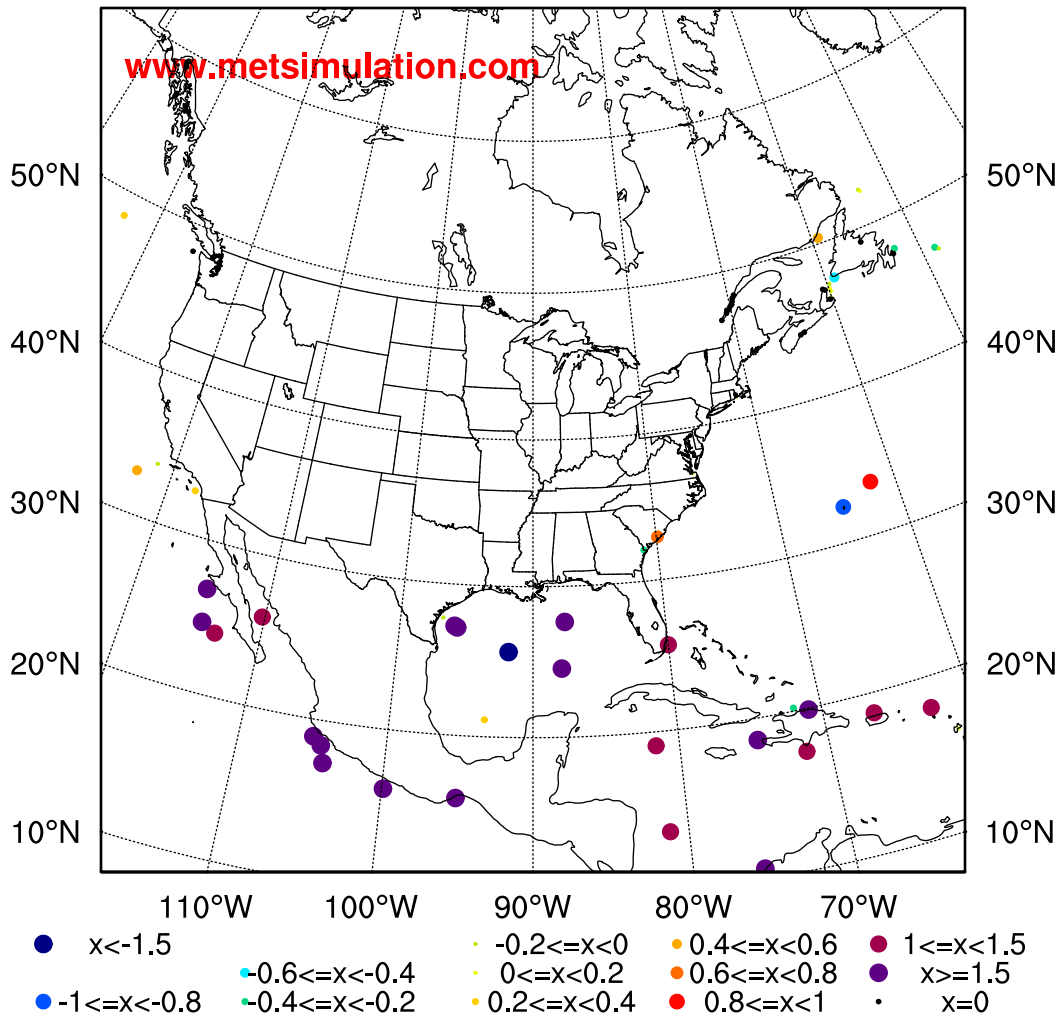 www.metsimulation.com
50°N 50°N
40°N 40°N
30°N 30°N
20°N 20°N
10°N 10°N
110°W 100°W 90°W 80°W 70°W
x<-1.5 -0.2<=x<0 0.4<=x<0.6 1<=x<1.5
-0.6<=x<-0.4 0<=x<0.2 0.6<=x<0.8 x>=1.5
-1<=x<-0.8 -0.4<=x<-0.2 0.2<=x<0.4 0.8<=x<1 x=0